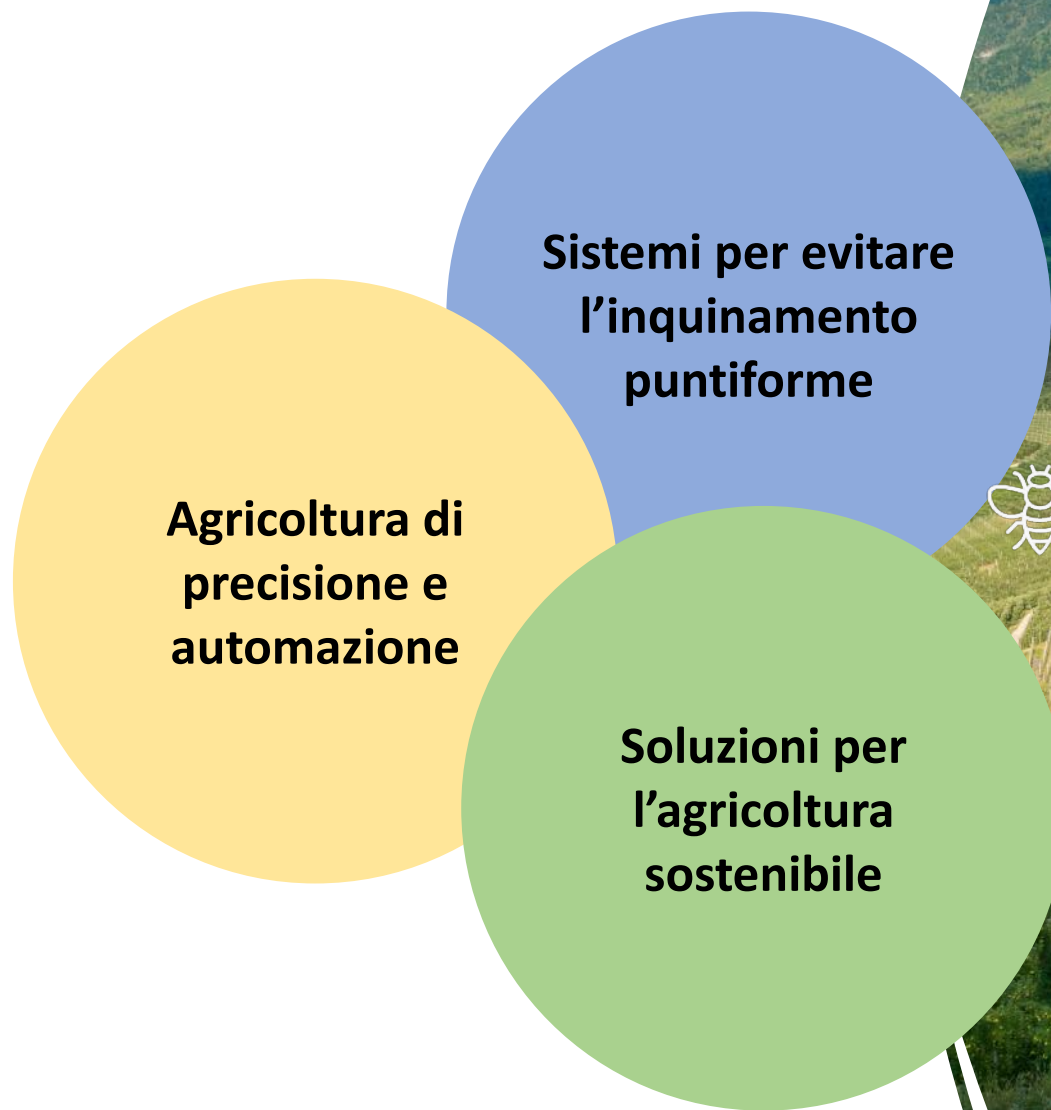 Sistemi per evitare
l’inquinamento
puntiforme
Agricoltura di
precisione e
automazione
Soluzioni per
l’agricoltura
sostenibile